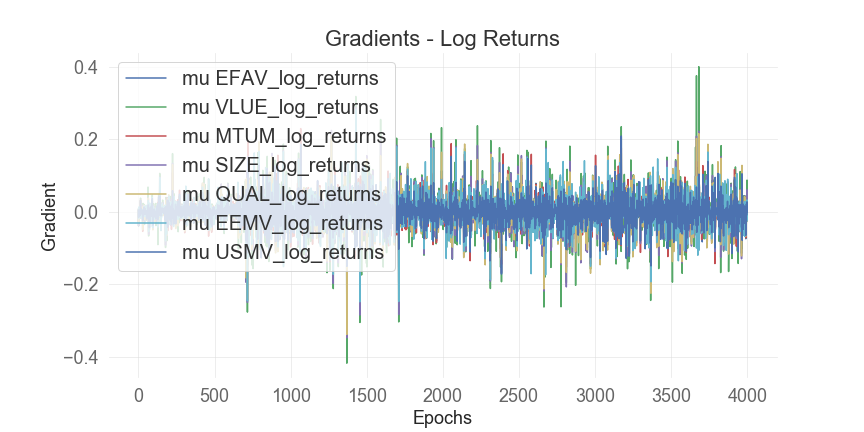 Gradients - Log Returns
mu EFAV_log_returns
mu VLUE_log_returns
mu MTUM_log_returns
mu SIZE_log_returns
mu QUAL_log_returns
mu EEMV_log_returns
mu USMV_log_returns
Gradient
0.4
0.2
0.0
−0.2
−0.4
0 500 1000 1500 2000 2500 3000 3500 4000
Epochs